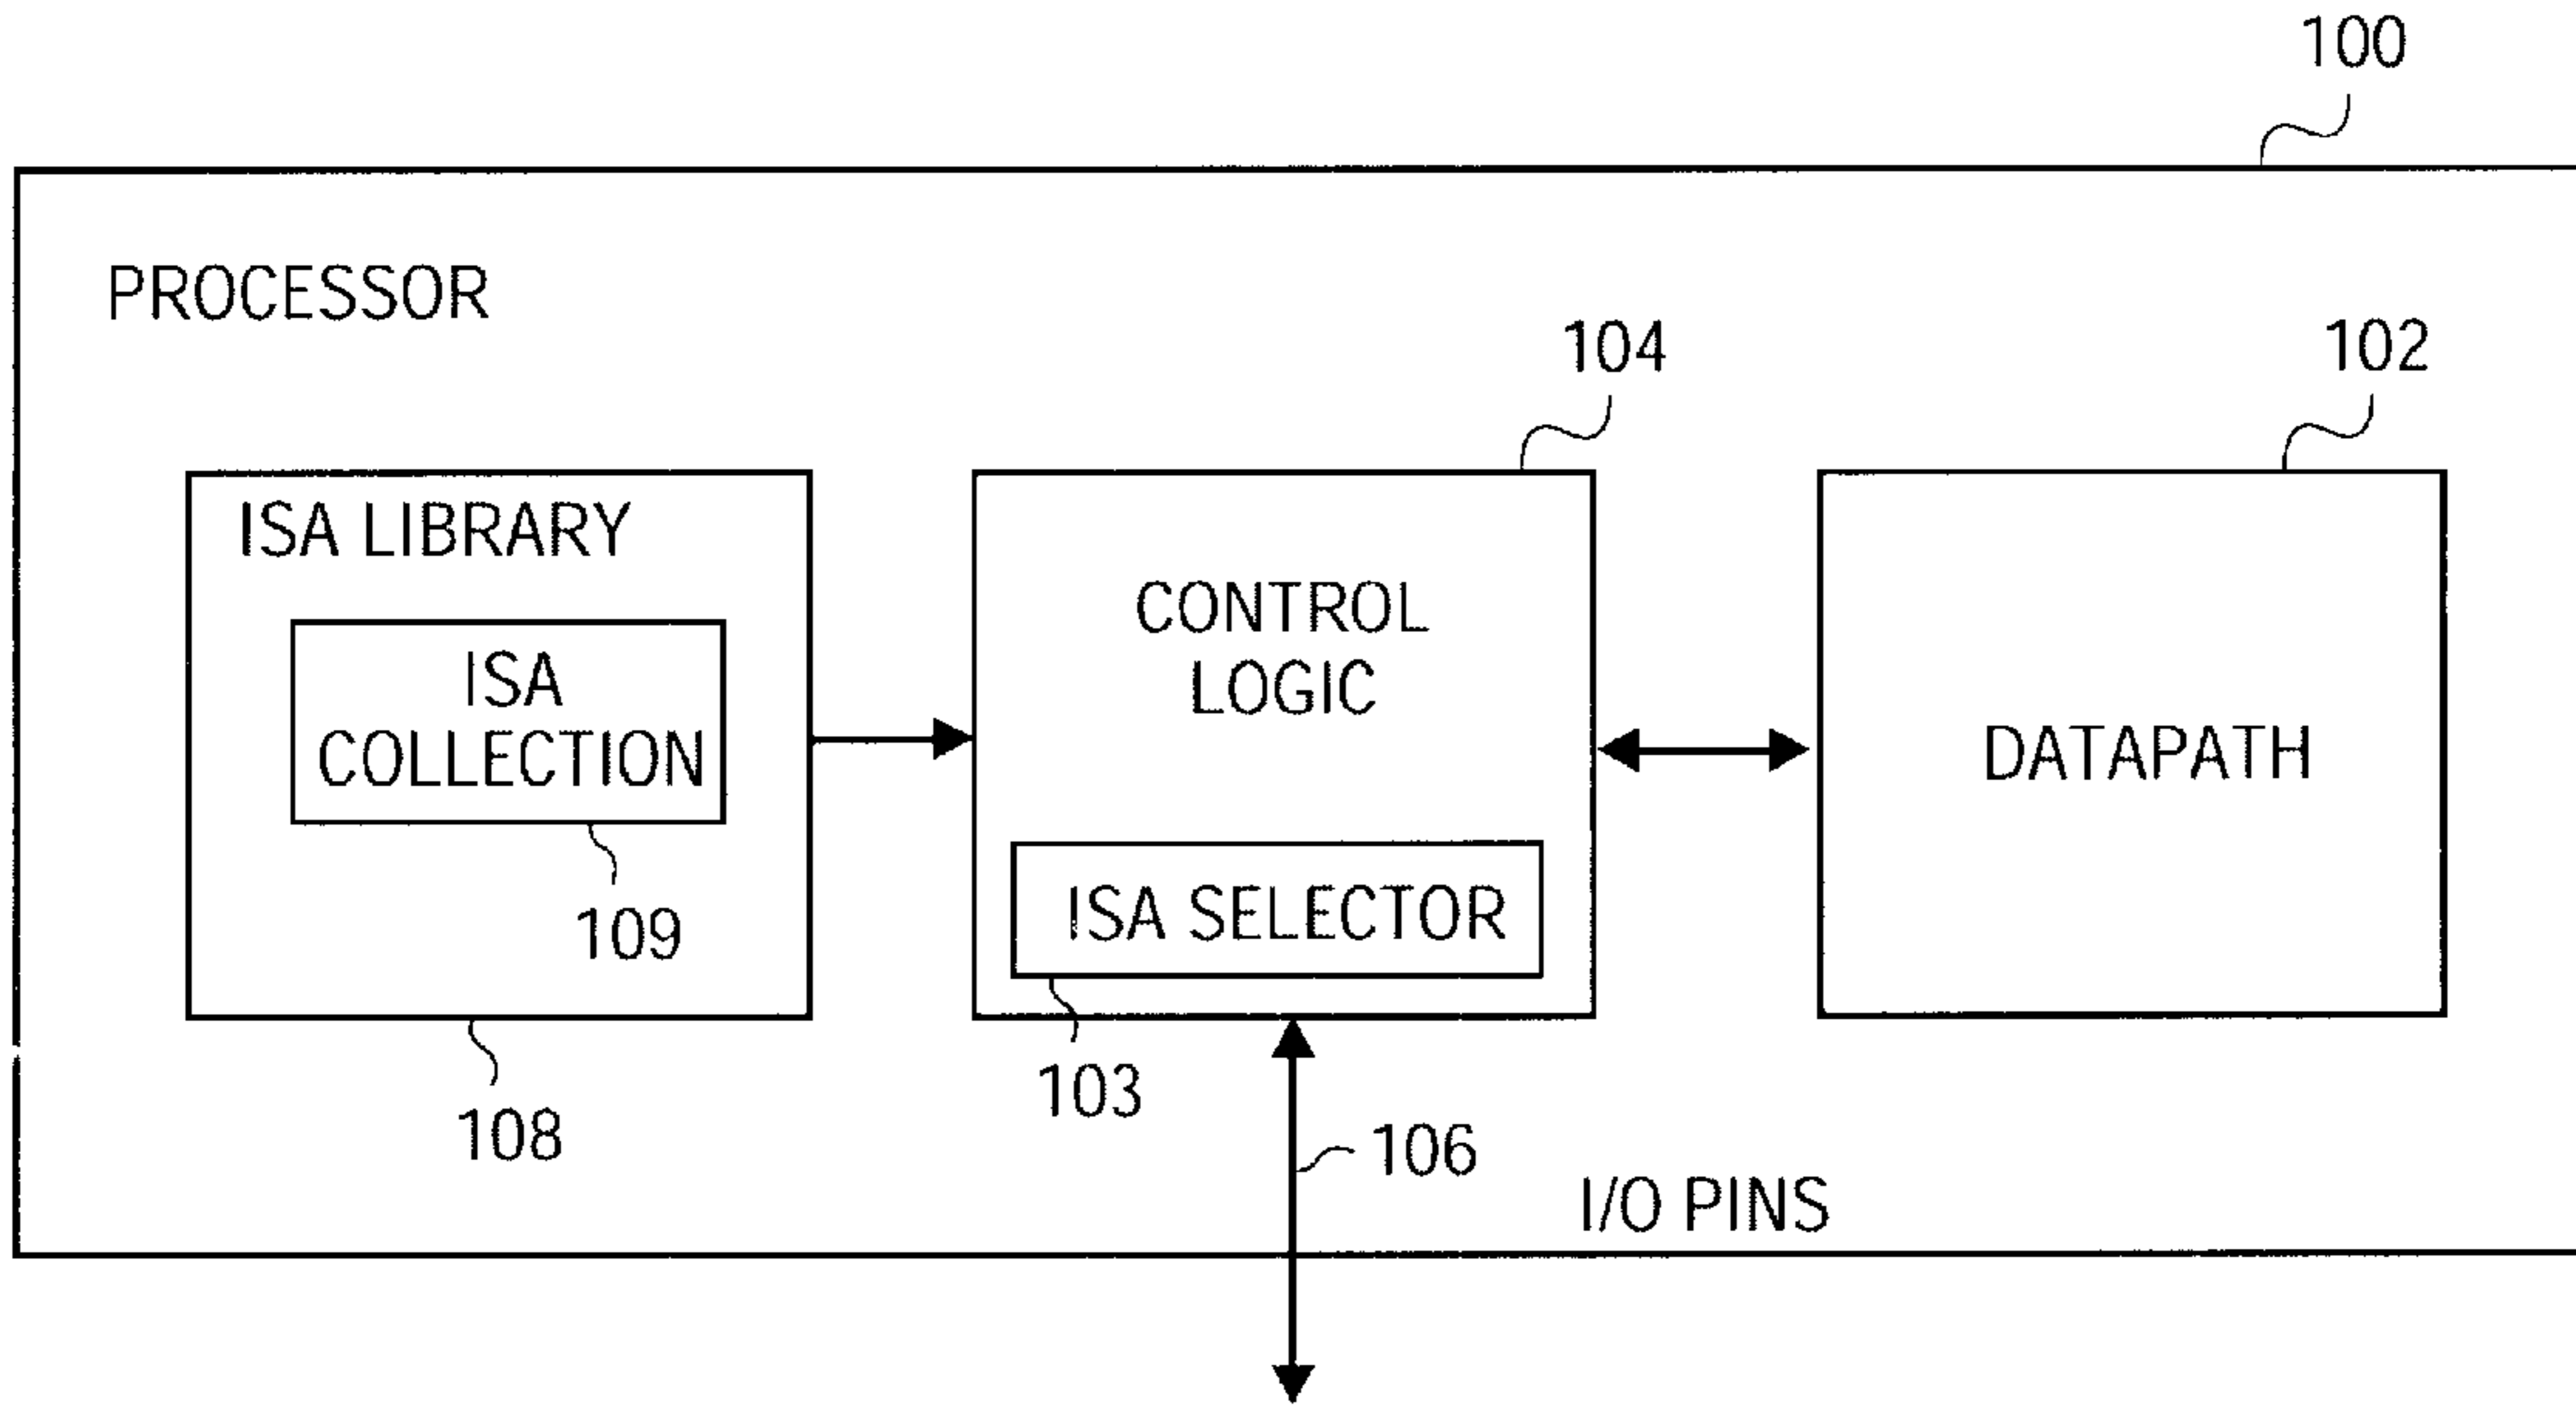 100
PROCESSOR
104
102
ISA LIBRARY
ISA
COLLECTION
109
108
CONTROL
LOGIC
ISA SELECTOR
103
DATAPATH
106
I/O PINS